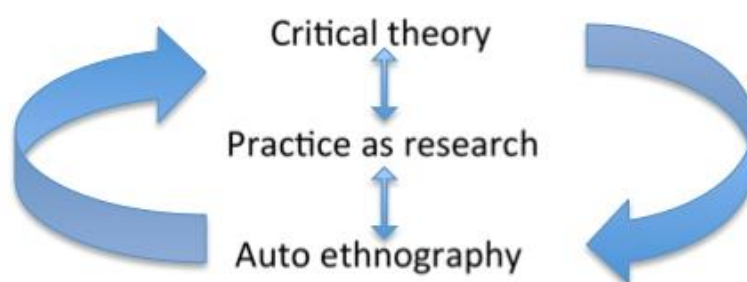 Critical theory
Practice as research
Auto ethnography